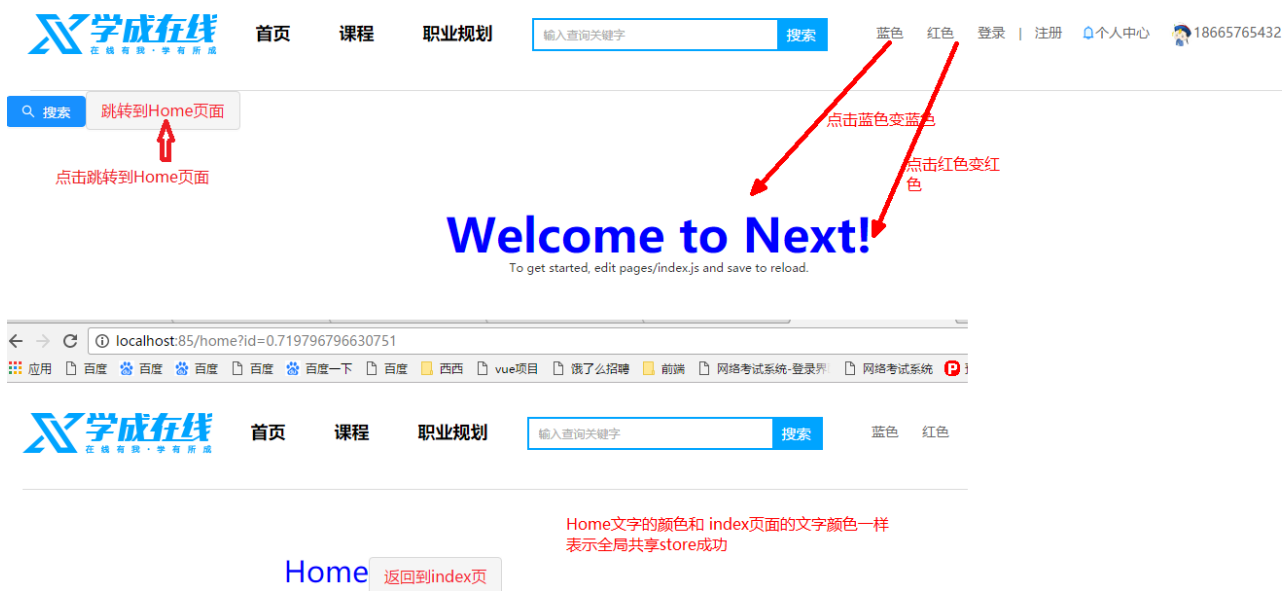 学成在线
在线有我·学有所成
首页 课程 职业规划 输入查询关键字 搜索 蓝色 红色 登录 | 注册 个人中心 18665765432
搜索 跳转到Home页面
点击蓝色变蓝色
点击红色变红
色
点击跳转到Home页面
Welcome to Next!
To get started, edit pages/index.js and save to reload.
localhost:85/home?id=0.719796796630751
应用 百度 百度 百度 百度 百度一下 百度 西西 vue项目 饿了么招聘 前端 网络考试系统-登录界 网络考试系统
学成在线
在线有我·学有所成
首页 课程 职业规划 输入查询关键字 搜索 蓝色 红色
Home文字的颜色和 index页面的文字颜色一样
表示全局共享store成功
Home 返回到index页